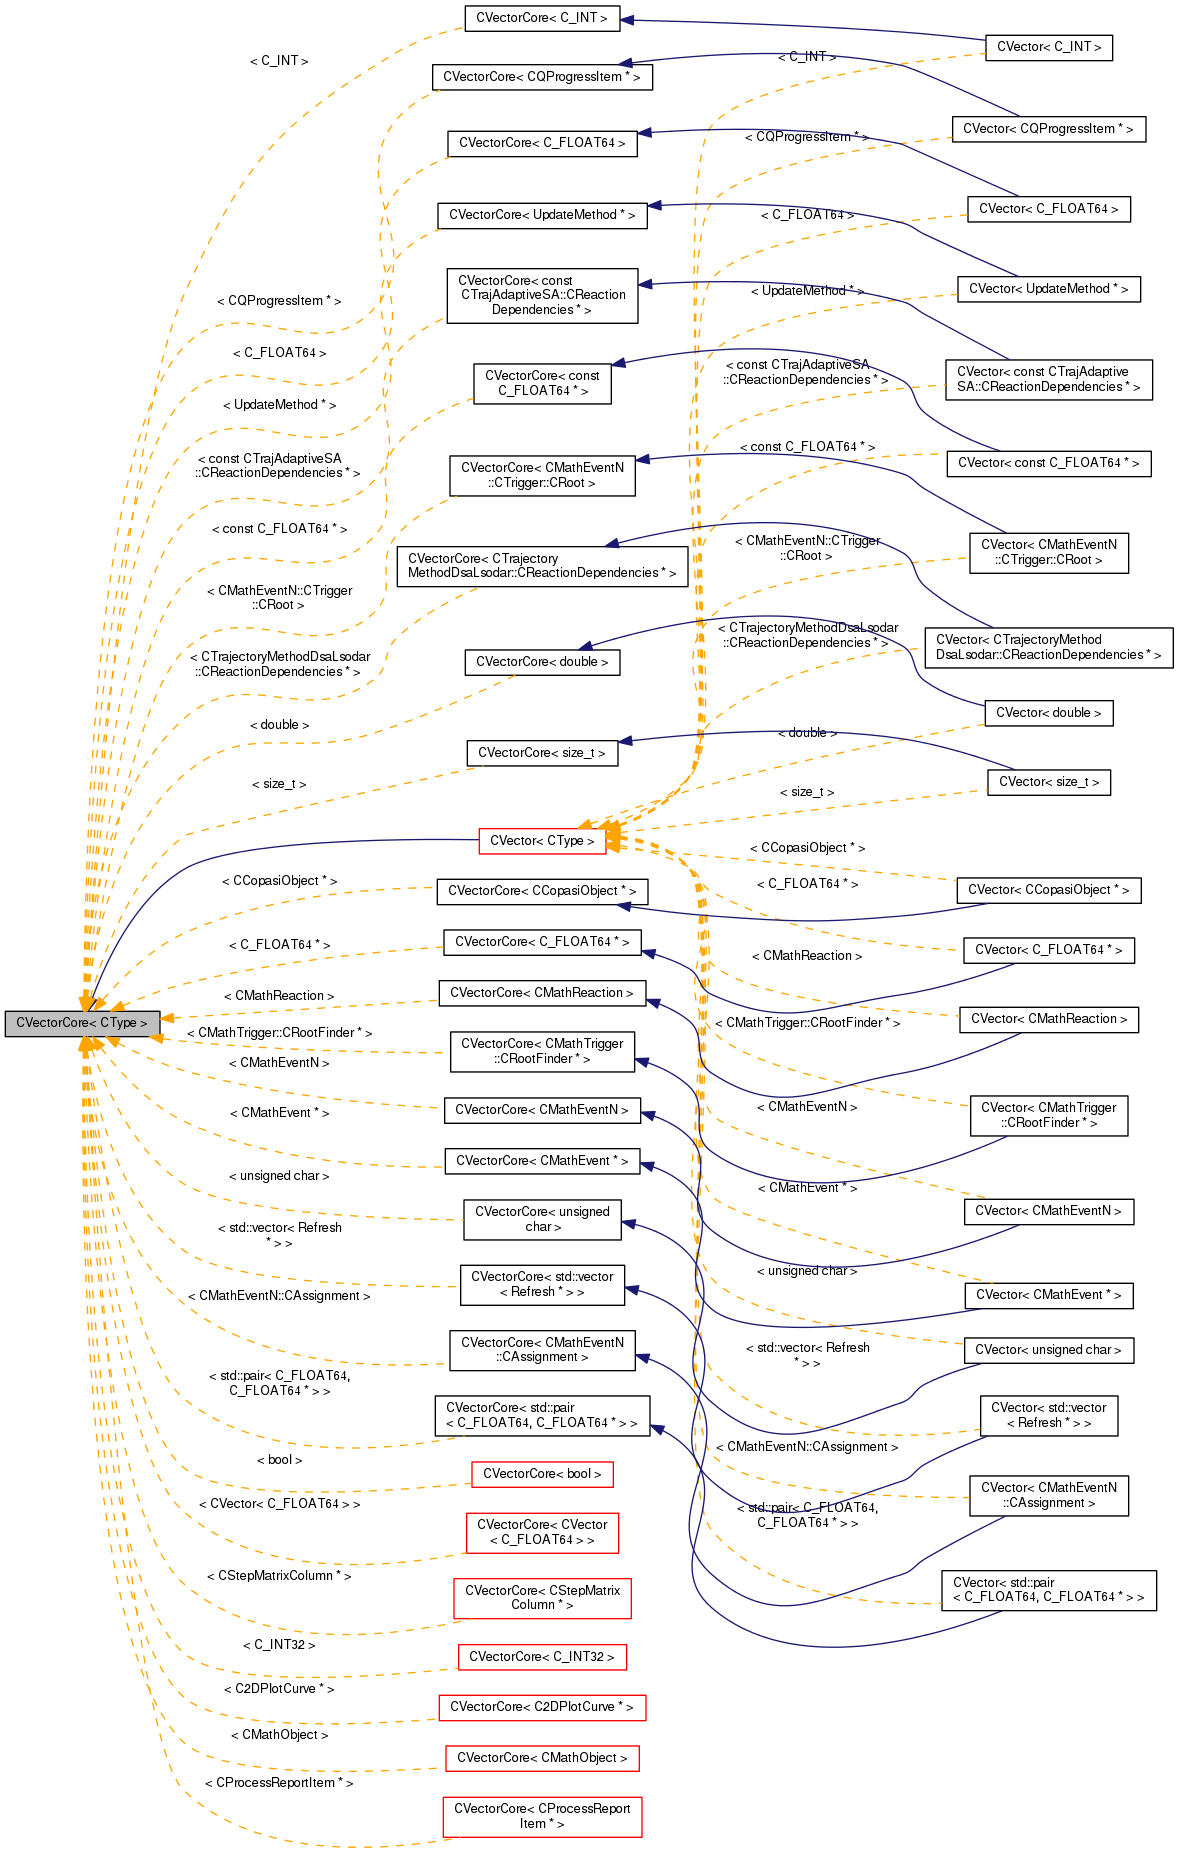 CVectorCore< CType >
< C_INT >
< CQProgressItem * >
< C_FLOAT64 >
< UpdateMethod * >
< const CTrajAdaptiveSA
::CReactionDependencies * >
< const C_FLOAT64 * >
< CMathEventN::CTrigger
::CRoot >
< CTrajectoryMethodDsaLsodar
::CReactionDependencies * >
< double >
< size_t >
< CCopasiObject * >
< C_FLOAT64 * >
< CMathReaction >
< CMathTrigger::CRootFinder * >
< CMathEventN >
< CMathEvent * >
< unsigned char >
< std::vector< Refresh
* > >
< CMathEventN::CAssignment >
< std::pair< C_FLOAT64,
C_FLOAT64 * > >
< bool >
< CVector< C_FLOAT64 > >
< CStepMatrixColumn * >
< C_INT32 >
< C2DPlotCurve * >
< CMathObject >
< CProcessReportItem * >
CVectorCore< C_INT >
CVectorCore< CQProgressItem * >
CVectorCore< C_FLOAT64 >
CVectorCore< UpdateMethod * >
CVectorCore< const
CTrajAdaptiveSA::CReaction
Dependencies * >
CVectorCore< const
C_FLOAT64 * >
CVectorCore< CMathEventN
::CTrigger::CRoot >
CVectorCore< CTrajectory
MethodDsaLsodar::CReactionDependencies * >
CVectorCore< double >
CVectorCore< size_t >
CVector< CType >
CVectorCore< CCopasiObject * >
CVectorCore< C_FLOAT64 * >
CVectorCore< CMathReaction >
CVectorCore< CMathTrigger
::CRootFinder * >
CVectorCore< CMathEventN >
CVectorCore< CMathEvent * >
CVectorCore< unsigned
char >
CVectorCore< std::vector
< Refresh * > >
CVectorCore< CMathEventN
::CAssignment >
CVectorCore< std::pair
< C_FLOAT64, C_FLOAT64 * > >
CVectorCore< bool >
CVectorCore< CVector
< C_FLOAT64 > >
CVectorCore< CStepMatrix
Column * >
CVectorCore< C_INT32 >
CVectorCore< C2DPlotCurve * >
CVectorCore< CMathObject >
CVectorCore< CProcessReport
Item * >
< C_INT >
< CQProgressItem * >
< C_FLOAT64 >
< UpdateMethod * >
< const CTrajAdaptiveSA
::CReactionDependencies * >
< const C_FLOAT64 * >
< CMathEventN::CTrigger
::CRoot >
< CTrajectoryMethodDsaLsodar
::CReactionDependencies * >
< double >
< size_t >
< CCopasiObject * >
< C_FLOAT64 * >
< CMathReaction >
< CMathTrigger::CRootFinder * >
< CMathEventN >
< CMathEvent * >
< unsigned char >
< std::vector< Refresh
* > >
< CMathEventN::CAssignment >
< std::pair< C_FLOAT64,
C_FLOAT64 * > >
CVector< C_INT >
CVector< CQProgressItem * >
CVector< C_FLOAT64 >
CVector< UpdateMethod * >
CVector< const CTrajAdaptive
SA::CReactionDependencies * >
CVector< const C_FLOAT64 * >
CVector< CMathEventN
::CTrigger::CRoot >
CVector< CTrajectoryMethod
DsaLsodar::CReactionDependencies * >
CVector< double >
CVector< size_t >
CVector< CCopasiObject * >
CVector< C_FLOAT64 * >
CVector< CMathReaction >
CVector< CMathTrigger
::CRootFinder * >
CVector< CMathEventN >
CVector< CMathEvent * >
CVector< unsigned char >
CVector< std::vector
< Refresh * > >
CVector< CMathEventN
::CAssignment >
CVector< std::pair
< C_FLOAT64, C_FLOAT64 * > >